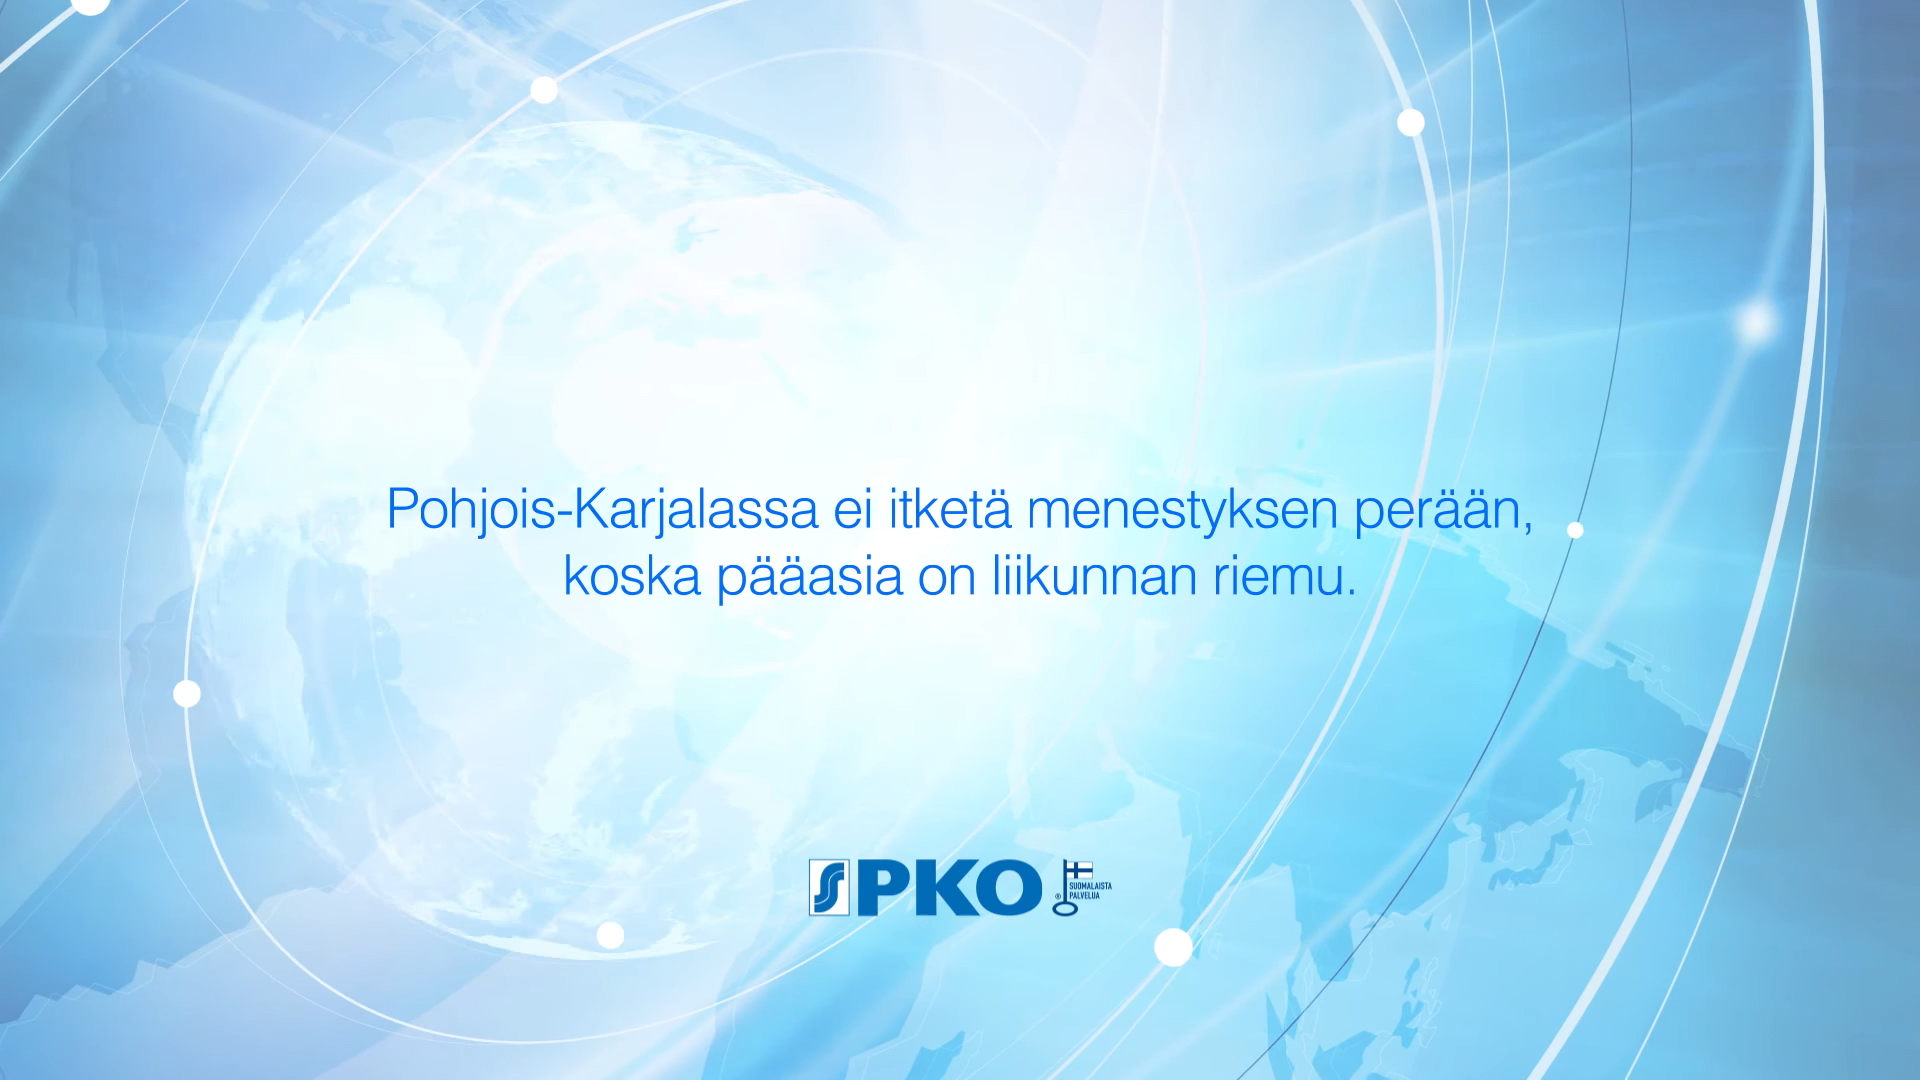 Pohjois-Karjalassa ei itketä menestyksen perään,
koska pääasia on liikunnan riemu.
S PKO
® SUOMALAISTA
PALVELUA